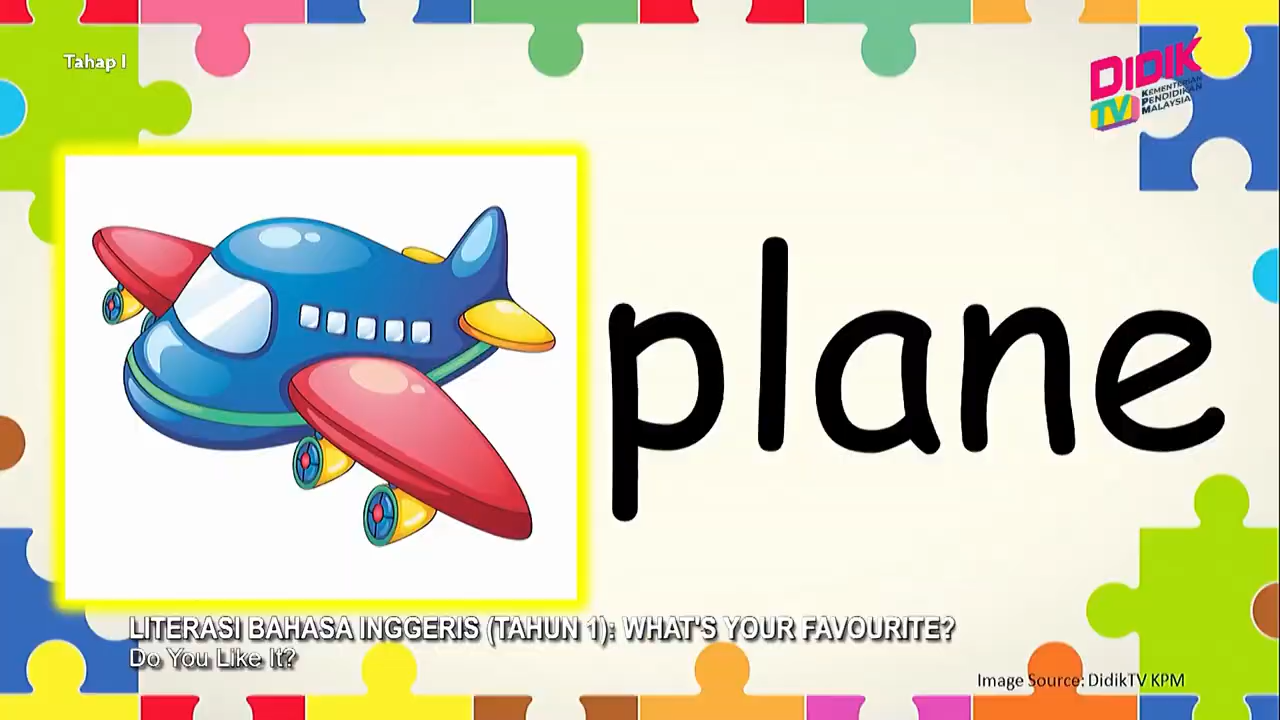 Tahap I
DIDIK
TV
KEMENTERIAN
PENDIDIKAN
MALAYSIA
plane
LITERASI BAHASA INGGERIS (TAHUN 1): WHAT'S YOUR FAVOURITE?
Do You Like It?
Image Source: DidikTV KPM